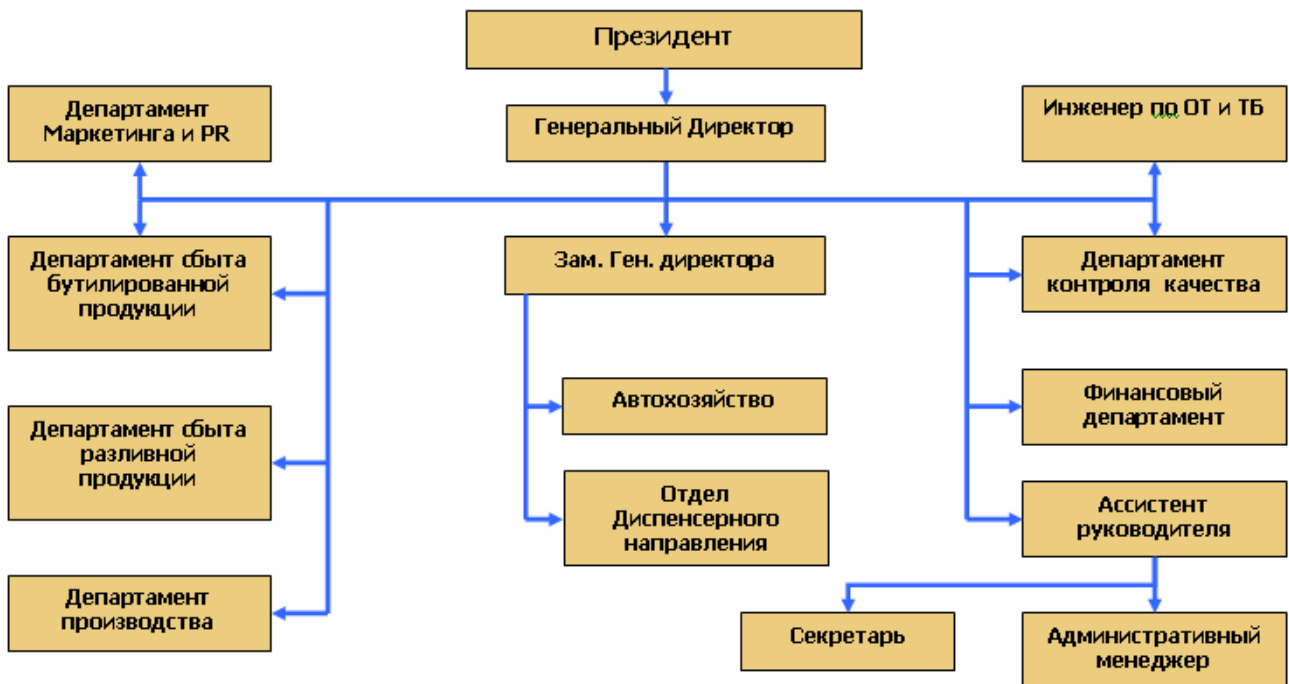 Президент
Департамент
Маркетинга и PR
Генеральный Директор
Инженер по ОТ и ТБ
Департамент сбыта
бутилированной
продукции
Зам. Ген. директора
Департамент
контроля качества
Автохозяйство
Финансовый
департамент
Департамент сбыта
разливной
продукции
Отдел
Диспенсерного
направления
Ассистент
руководителя
Департамент
производства
Секретарь
Административный
менеджер